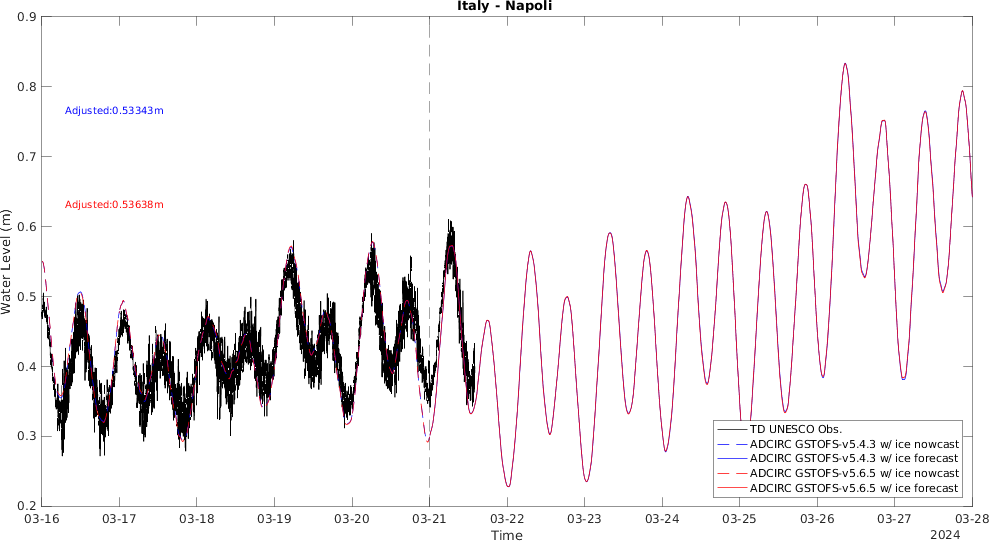 Italy - Napoli
0.9
0.8
0.7
0.6
0.5
0.4
0.3
0.2
Water Level (m)
Adjusted:0.53343m
Adjusted:0.53638m
TD UNESCO Obs.
ADCIRC GSTOFS-v5.4.3 w/ ice nowcast
ADCIRC GSTOFS-v5.4.3 w/ ice forecast
ADCIRC GSTOFS-v5.6.5 w/ ice nowcast
ADCIRC GSTOFS-v5.6.5 w/ ice forecast
03-16 03-17 03-18 03-19 03-20 03-21 03-22 03-23 03-24 03-25 03-26 03-27 03-28
Time
2024